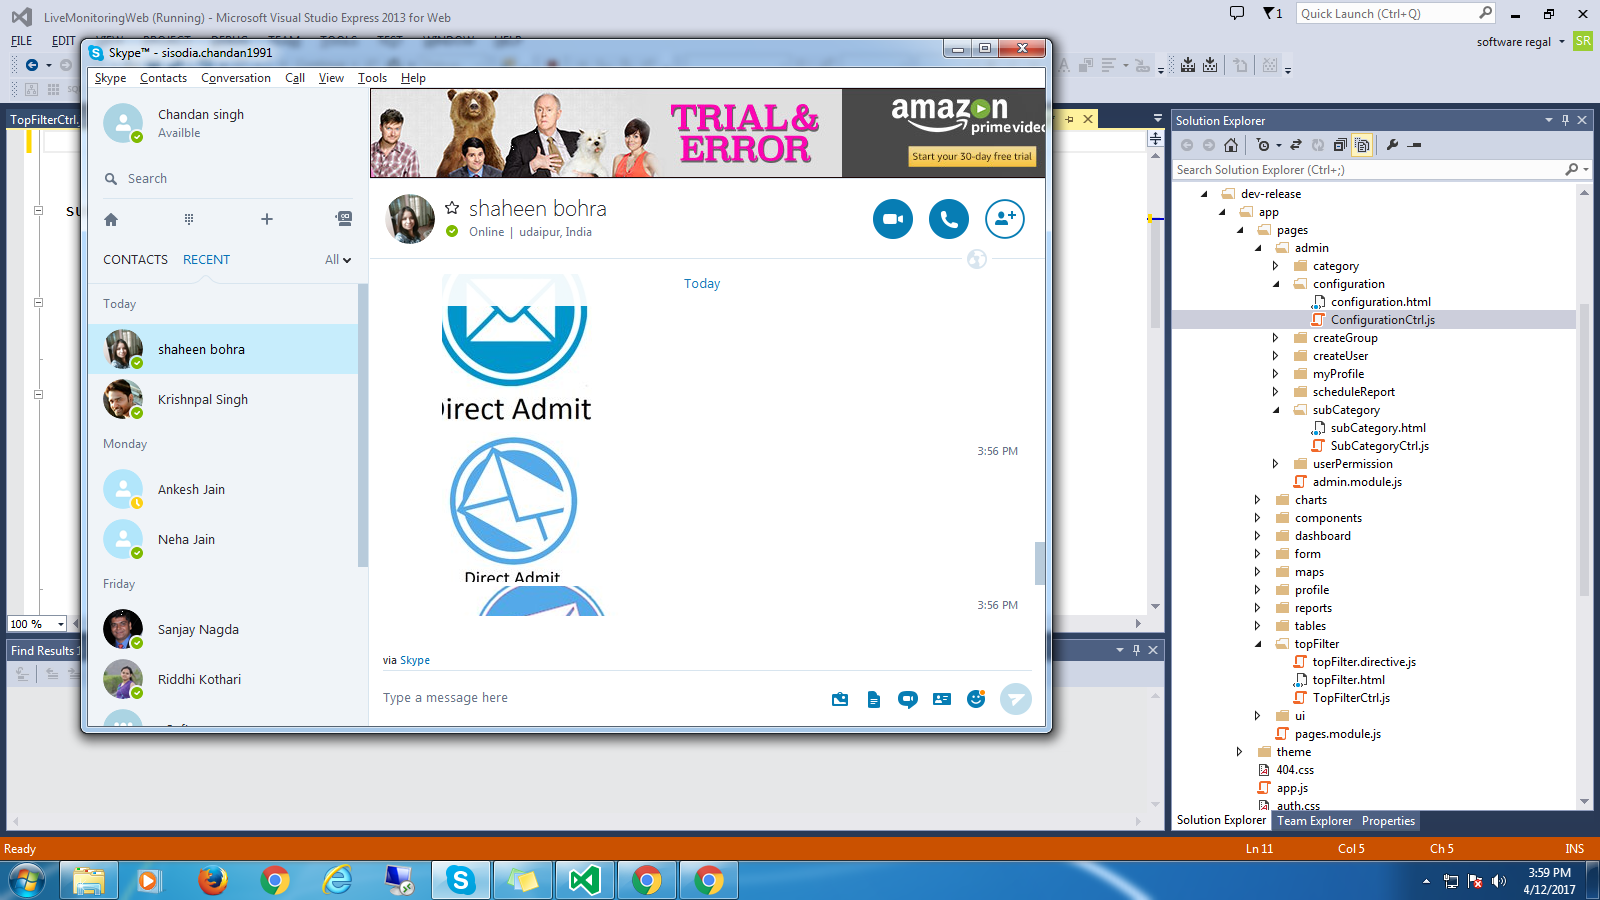 LiveMonitoringWeb (Running) - Microsoft Visual Studio Express 2013 for Web
1
Quick Launch (Ctrl+Q)
FILE EDIT
software regal
SR
Skype™ - sisodia.chandan1991
Skype Contacts Conversation Call View Tools Help
Chandan singh
Availble
Search
CONTACTS RECENT All
Today
shaheen bohra
Krishnpal Singh
Monday
Ankesh Jain
Neha Jain
Friday
Sanjay Nagda
Riddhi Kothari
TRIAL &
ERROR
amazon
prime video
Start your 30-day free trial
shaheen bohra
Online | udaipur, India
Today
Direct Admit
3:56 PM
Direct Admit
3:56 PM
via Skype
Type a message here
TopFilterCtrl.
100 %
Find Results 1
Solution Explorer
Search Solution Explorer (Ctrl+;)
dev-release
app
pages
admin
category
configuration
configuration.html
ConfigurationCtrl.js
createGroup
createUser
myProfile
scheduleReport
subCategory
subCategory.html
SubCategoryCtrl.js
userPermission
admin.module.js
charts
components
dashboard
form
maps
profile
reports
tables
topFilter
topFilter.directive.js
topFilter.html
TopFilterCtrl.js
ui
pages.module.js
theme
404.css
app.js
auth.css
Solution Explorer Team Explorer Properties
Ready
Ln 11 Col 5 Ch 5 INS
3:59 PM
4/12/2017